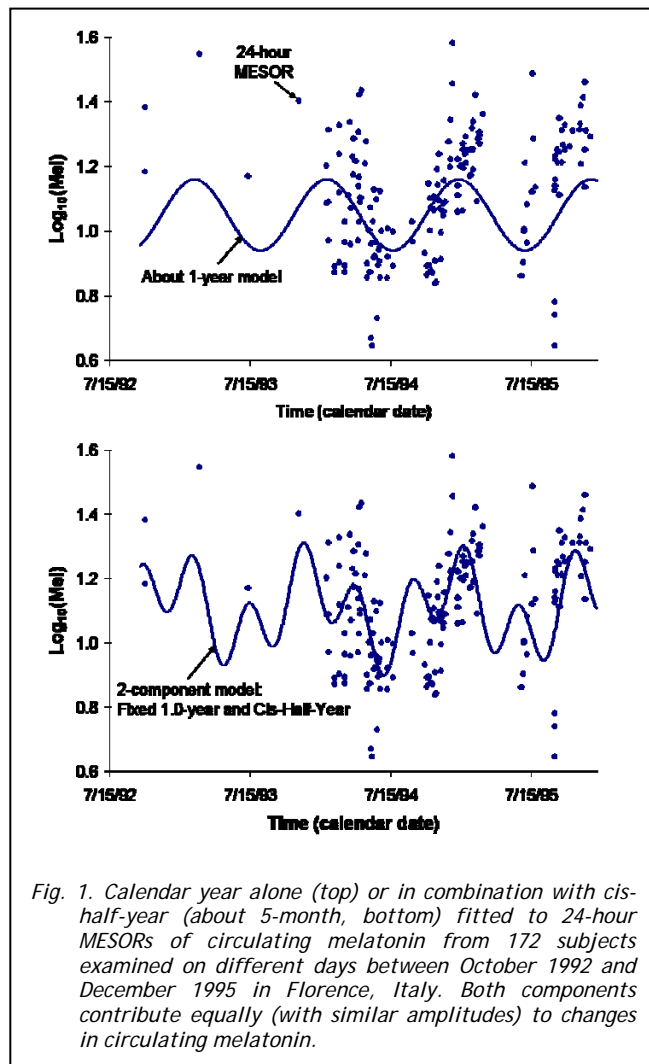 1.6
24-hour
MESOR
1.4
1.2
Log₁₀(Mel)
1.0
About 1-year model
0.8
0.6
7/15/92 7/15/93 7/15/94 7/15/95
Time (calendar date)
1.6
1.4
1.2
Log₁₀(Mel)
1.0
2-component model:
Fixed 1.0-year and Cis-Half-Year
0.8
0.6
7/15/92 7/15/93 7/15/94 7/15/95
Time (calendar date)
Fig. 1. Calendar year alone (top) or in combination with cis-
half-year (about 5-month, bottom) fitted to 24-hour
MESORs of circulating melatonin from 172 subjects
examined on different days between October 1992 and
December 1995 in Florence, Italy. Both components
contribute equally (with similar amplitudes) to changes
in circulating melatonin.